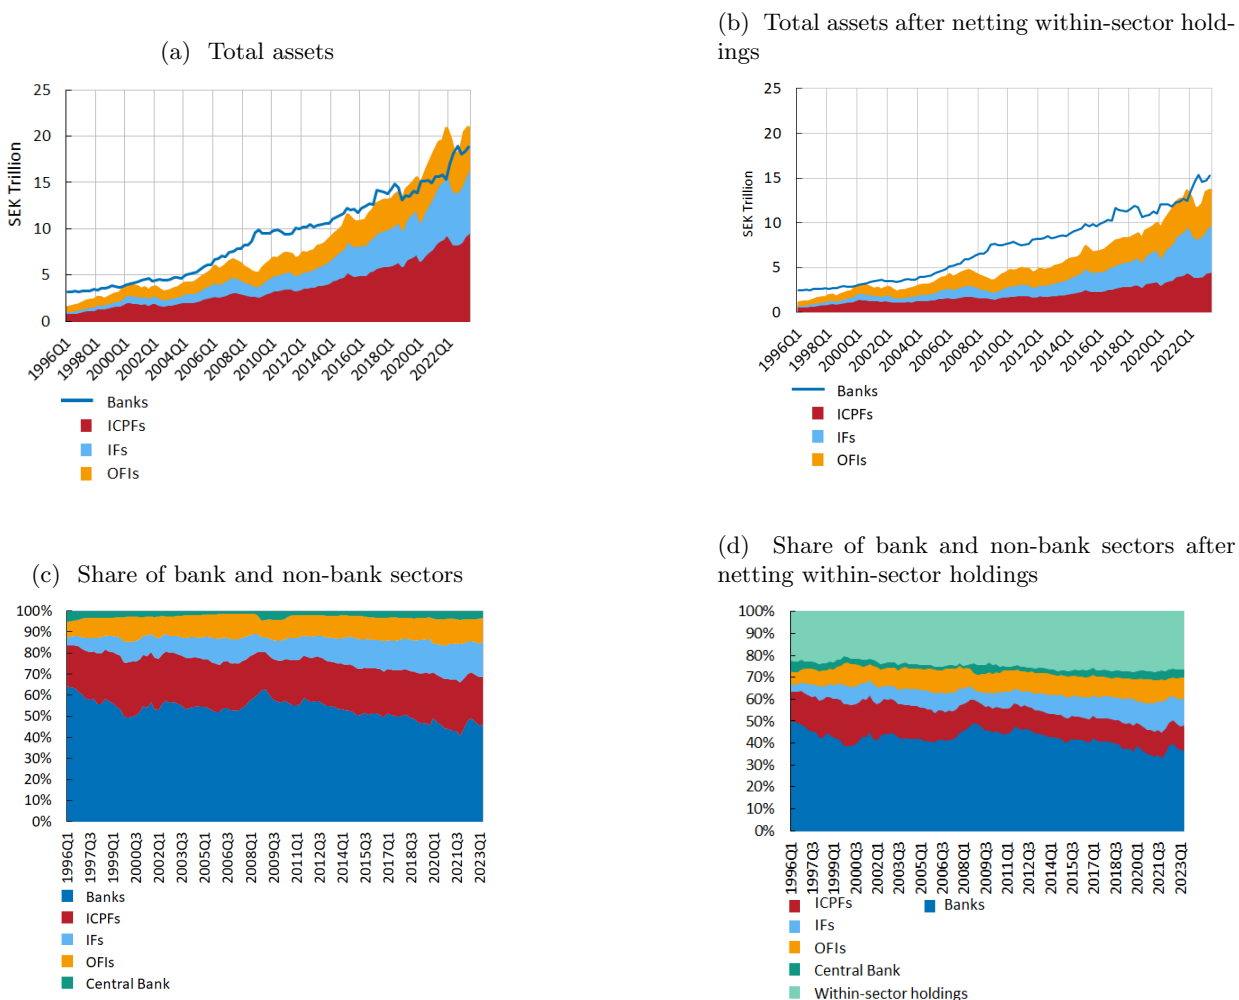 (a) Total assets
25
20
15
10
5
0
SEK Trillion
1996Q1
1998Q1
2000Q1
2002Q1
2004Q1
2006Q1
2008Q1
2010Q1
2012Q1
2014Q1
2016Q1
2018Q1
2020Q1
2022Q1
Banks
ICPFs
IFs
OFIs
(b) Total assets after netting within-sector hold-
ings
25
20
15
10
5
0
SEK Trillion
1996Q1
1998Q1
2000Q1
2002Q1
2004Q1
2006Q1
2008Q1
2010Q1
2012Q1
2014Q1
2016Q1
2018Q1
2020Q1
2022Q1
Banks
ICPFs
IFs
OFIs
(c) Share of bank and non-bank sectors
100%
90%
80%
70%
60%
50%
40%
30%
20%
10%
0%
1996Q1
1997Q3
1999Q1
2000Q3
2002Q1
2003Q3
2005Q1
2006Q3
2008Q1
2009Q3
2011Q1
2012Q3
2014Q1
2015Q3
2017Q1
2018Q3
2020Q1
2021Q3
2023Q1
Banks
ICPFs
IFs
OFIs
Central Bank
(d) Share of bank and non-bank sectors after
netting within-sector holdings
100%
90%
80%
70%
60%
50%
40%
30%
20%
10%
0%
1996Q1
1997Q3
1999Q1
2000Q3
2002Q1
2003Q3
2005Q1
2006Q3
2008Q1
2009Q3
2011Q1
2012Q3
2014Q1
2015Q3
2017Q1
2018Q3
2020Q1
2021Q3
2023Q1
ICPFs Banks
IFs
OFIs
Central Bank
Within-sector holdings